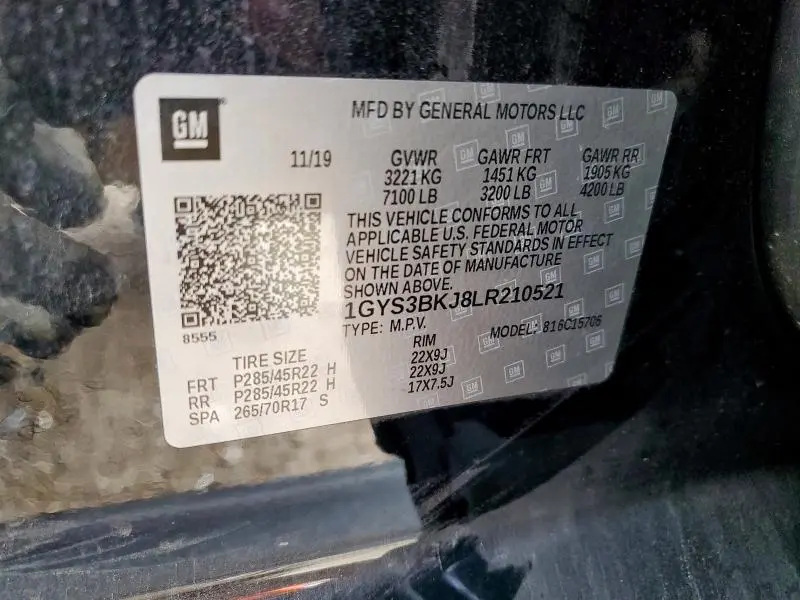 GM
MFD BY GENERAL MOTORS LLC
11/19 GVWR GAWR FRT GAWR RR
3221 KG 1451 KG 1905 KG
7100 LB 3200 LB 4200 LB
THIS VEHICLE CONFORMS TO ALL
APPLICABLE U.S. FEDERAL MOTOR
VEHICLE SAFETY STANDARDS IN EFFECT
ON THE DATE OF MANUFACTURE
SHOWN ABOVE.
1GYS3BKJ8LR210521
8555 TYPE: M.P.V. MODEL: 816C15706
TIRE SIZE RIM
FRT P285/45R22 H 22X9J
RR P285/45R22 H 22X9J
SPA 265/70R17 S 17X7.5J